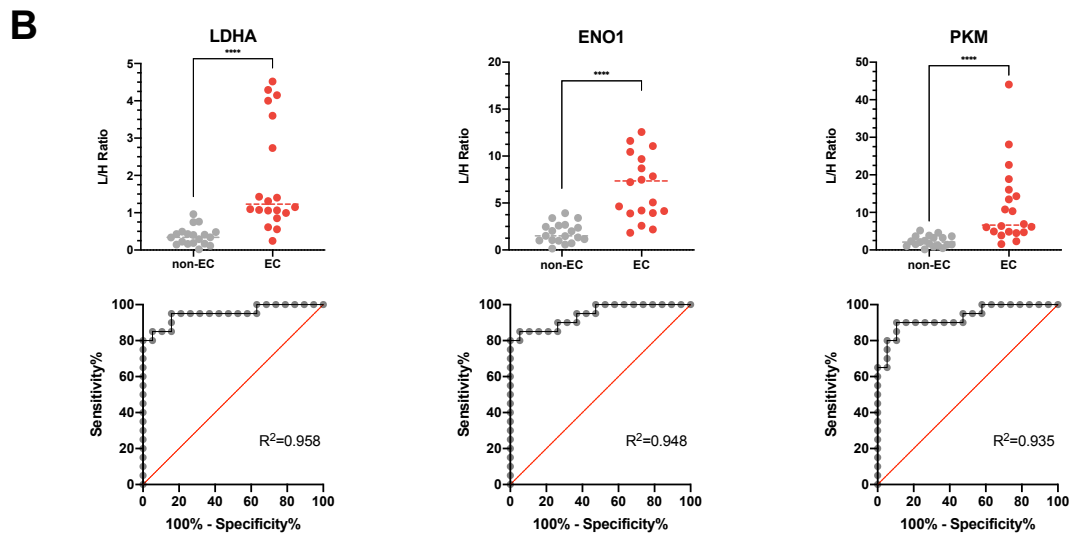 B
LDHA
****
5
4
3
2
1
0
L/H Ratio
non-EC
EC
ENO1
****
20
15
10
5
0
L/H Ratio
non-EC
EC
PKM
****
50
40
30
20
10
0
L/H Ratio
non-EC
EC
100
80
60
40
20
0
Sensitivity%
R²=0.958
0 20 40 60 80 100
100% - Specificity%
100
80
60
40
20
0
Sensitivity%
R²=0.948
0 20 40 60 80 100
100% - Specificity%
100
80
60
40
20
0
Sensitivity%
R²=0.935
0 20 40 60 80 100
100% - Specificity%